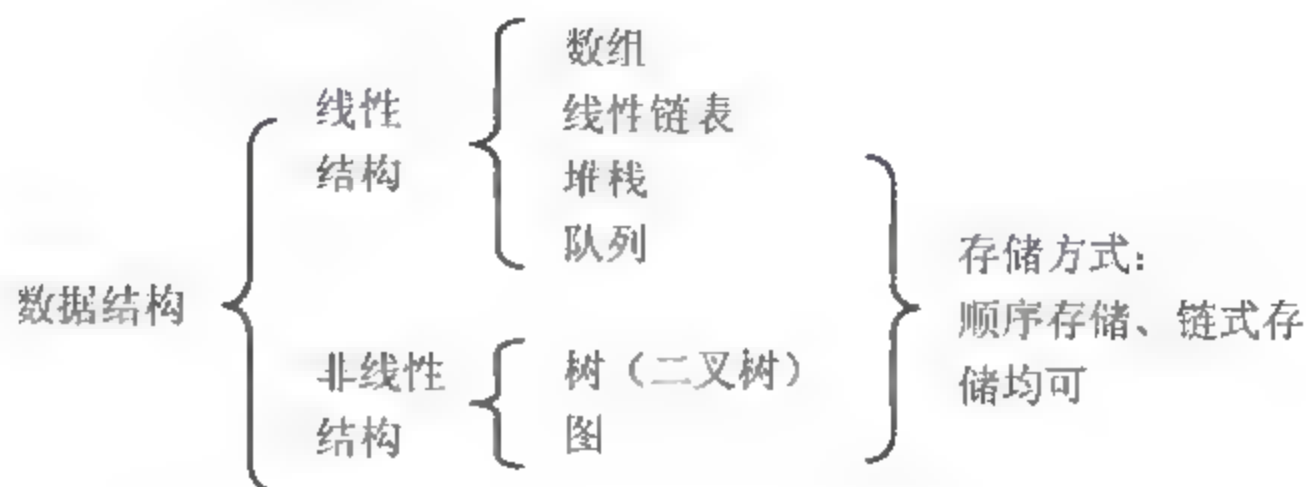 数据结构
线性
结构
数组
线性链表
堆栈
队列
非线性
结构
树（二叉树）
图
存储方式：
顺序存储、链式存
储均可